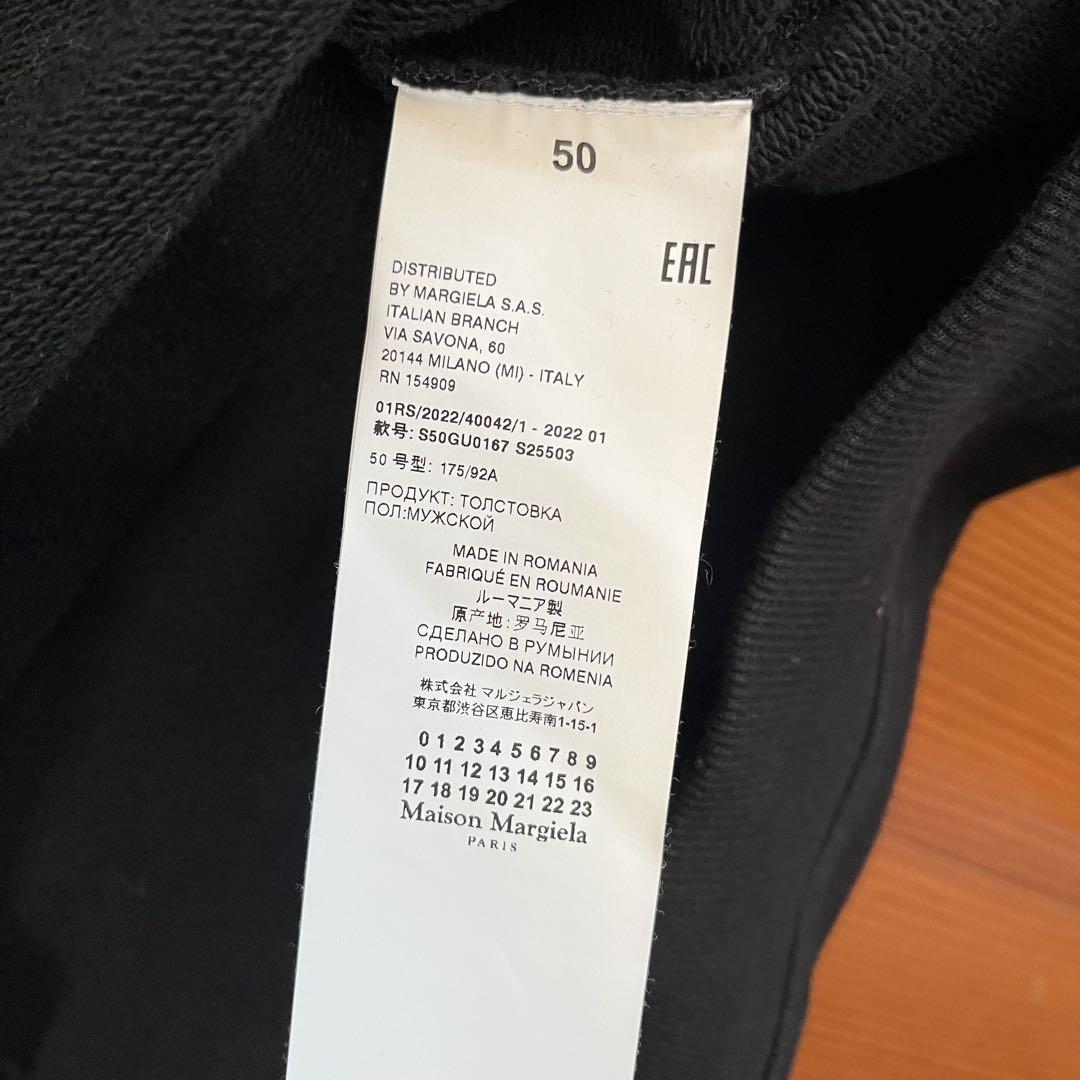 50
EAC
DISTRIBUTED
BY MARGIELA S.A.S.
ITALIAN BRANCH
VIA SAVONA, 60
20144 MILANO (MI) - ITALY
RN 154909
01RS/2022/40042/1 - 2022 01
款号: S50GU0167 S25503
50 号型: 175/92A
ПРОДУКТ: ТОЛСТОВКА
ПОЛ:МУЖСКОЙ
MADE IN ROMANIA
FABRIQUÉ EN ROUMANIE
ルーマニア製
原产地: 罗马尼亚
СДЕЛАНО В РУМЫНИИ
PRODUZIDO NA ROMENIA
株式会社 マルジェラジャパン
東京都渋谷区恵比寿南1-15-1
0 1 2 3 4 5 6 7 8 9
10 11 12 13 14 15 16
17 18 19 20 21 22 23
Maison Margiela
PARIS